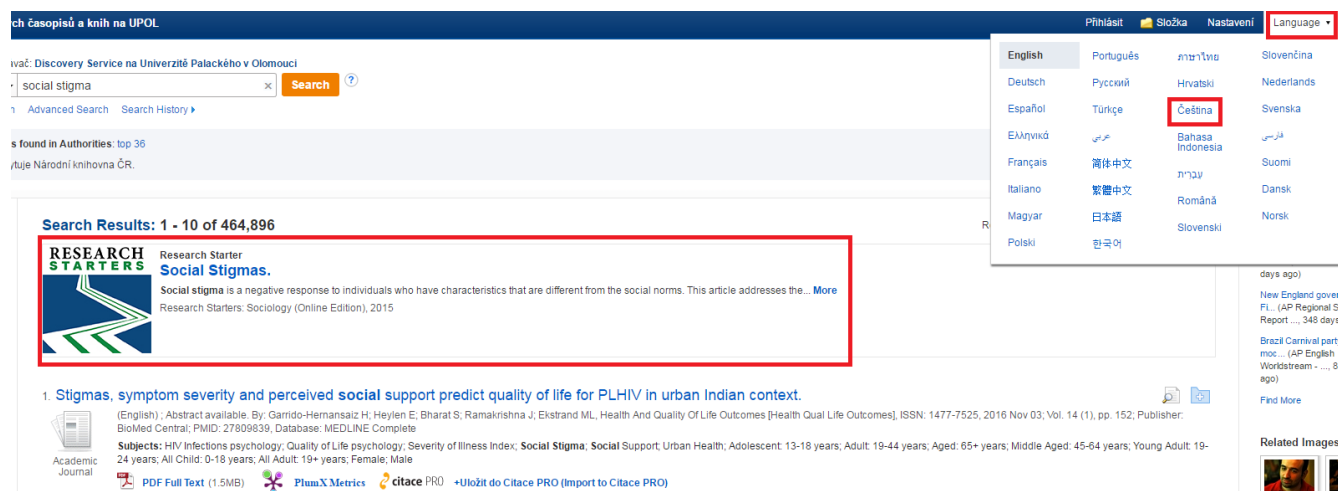 ch časopisů a knih na UPOL
Přihlásit Složka Nastavení Language
vač: Discovery Service na Univerzitě Palackého v Olomouci
social stigma × Search ?
Advanced Search Search History
s found in Authorities: top 36
ytuje Národní knihovna ČR.
English Português ภาษาไทย Slovenčina
Deutsch Русский Hrvatski Nederlands
Español Türkçe Čeština Svenska
Ελληνικά عربي Bahasa Indonesia فارسی
Français 简体中文 עברית Suomi
Italiano 繁體中文 Română Dansk
Magyar 日本語 Slovenski Norsk
Polski 한국어
Search Results: 1 - 10 of 464,896
RESEARCH
STARTERS
Research Starter
Social Stigmas.
Social stigma is a negative response to individuals who have characteristics that are different from the social norms. This article addresses the... More
Research Starters: Sociology (Online Edition), 2015
1. Stigmas, symptom severity and perceived social support predict quality of life for PLHIV in urban Indian context.
(English) ; Abstract available. By: Garrido-Hernansaiz H; Heylen E; Bharat S; Ramakrishna J; Ekstrand ML, Health And Quality Of Life Outcomes [Health Qual Life Outcomes], ISSN: 1477-7525, 2016 Nov 03; Vol. 14 (1), pp. 152; Publisher:
BioMed Central; PMID: 27809839, Database: MEDLINE Complete
Subjects: HIV Infections psychology; Quality of Life psychology; Severity of Illness Index; Social Stigma; Social Support; Urban Health; Adolescent: 13-18 years; Adult: 19-44 years; Aged: 65+ years; Middle Aged: 45-64 years; Young Adult: 19-
24 years; All Child: 0-18 years; All Adult: 19+ years; Female; Male
Academic
Journal
PDF Full Text (1.5MB) PlumX Metrics citace PRO +Uložit do Citace PRO (Import to Citace PRO)
days ago)
New England gover
Fi... (AP Regional S
Report ..., 348 days
Brazil Carnival part
moc... (AP English
Worldstream - ..., 8
ago)
Find More
Related Images